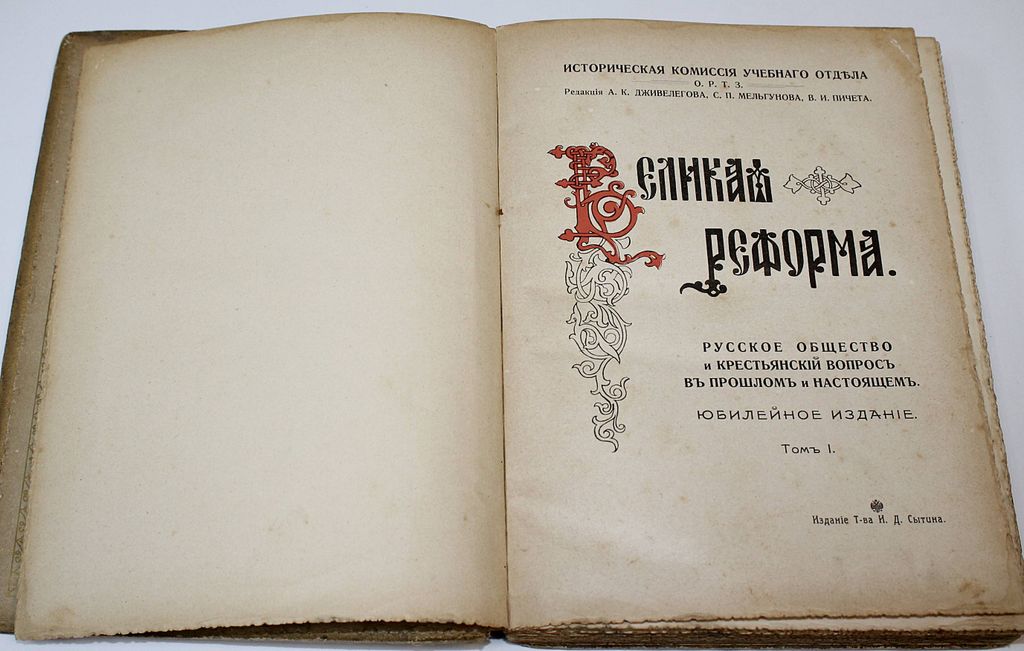 ИСТОРИЧЕСКАЯ КОМИССІЯ УЧЕБНАГО ОТДѢЛА
О. Р. Т. З.
Редакція А. К. ДЖИВЕЛЕГОВА, С. П. МЕЛЬГУНОВА, В. И. ПИЧЕТА.
ВЕЛИКАЯ
РЕФОРМА.
РУССКОЕ ОБЩЕСТВО
и КРЕСТЬЯНСКІЙ ВОПРОСЪ
ВЪ ПРОШЛОМЪ и НАСТОЯЩЕМЪ.
ЮБИЛЕЙНОЕ ИЗДАНІЕ.
Томъ I.
Изданіе Т-ва И. Д. Сытина.